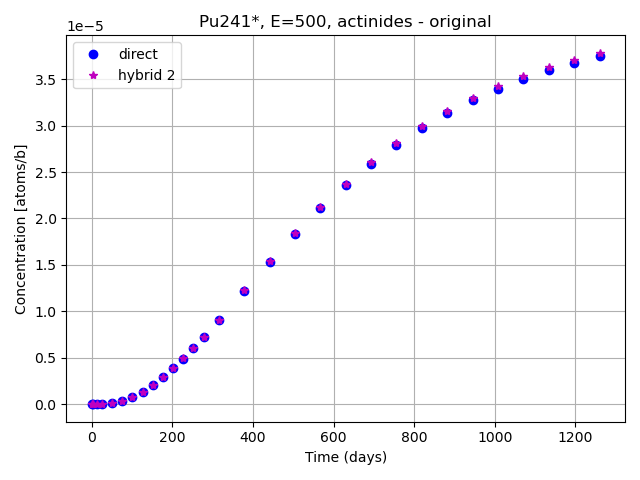 Pu241*, E=500, actinides - original
1e−5
direct
hybrid 2
3.5
3.0
2.5
2.0
1.5
1.0
0.5
0.0
Concentration [atoms/b]
0 200 400 600 800 1000 1200
Time (days)